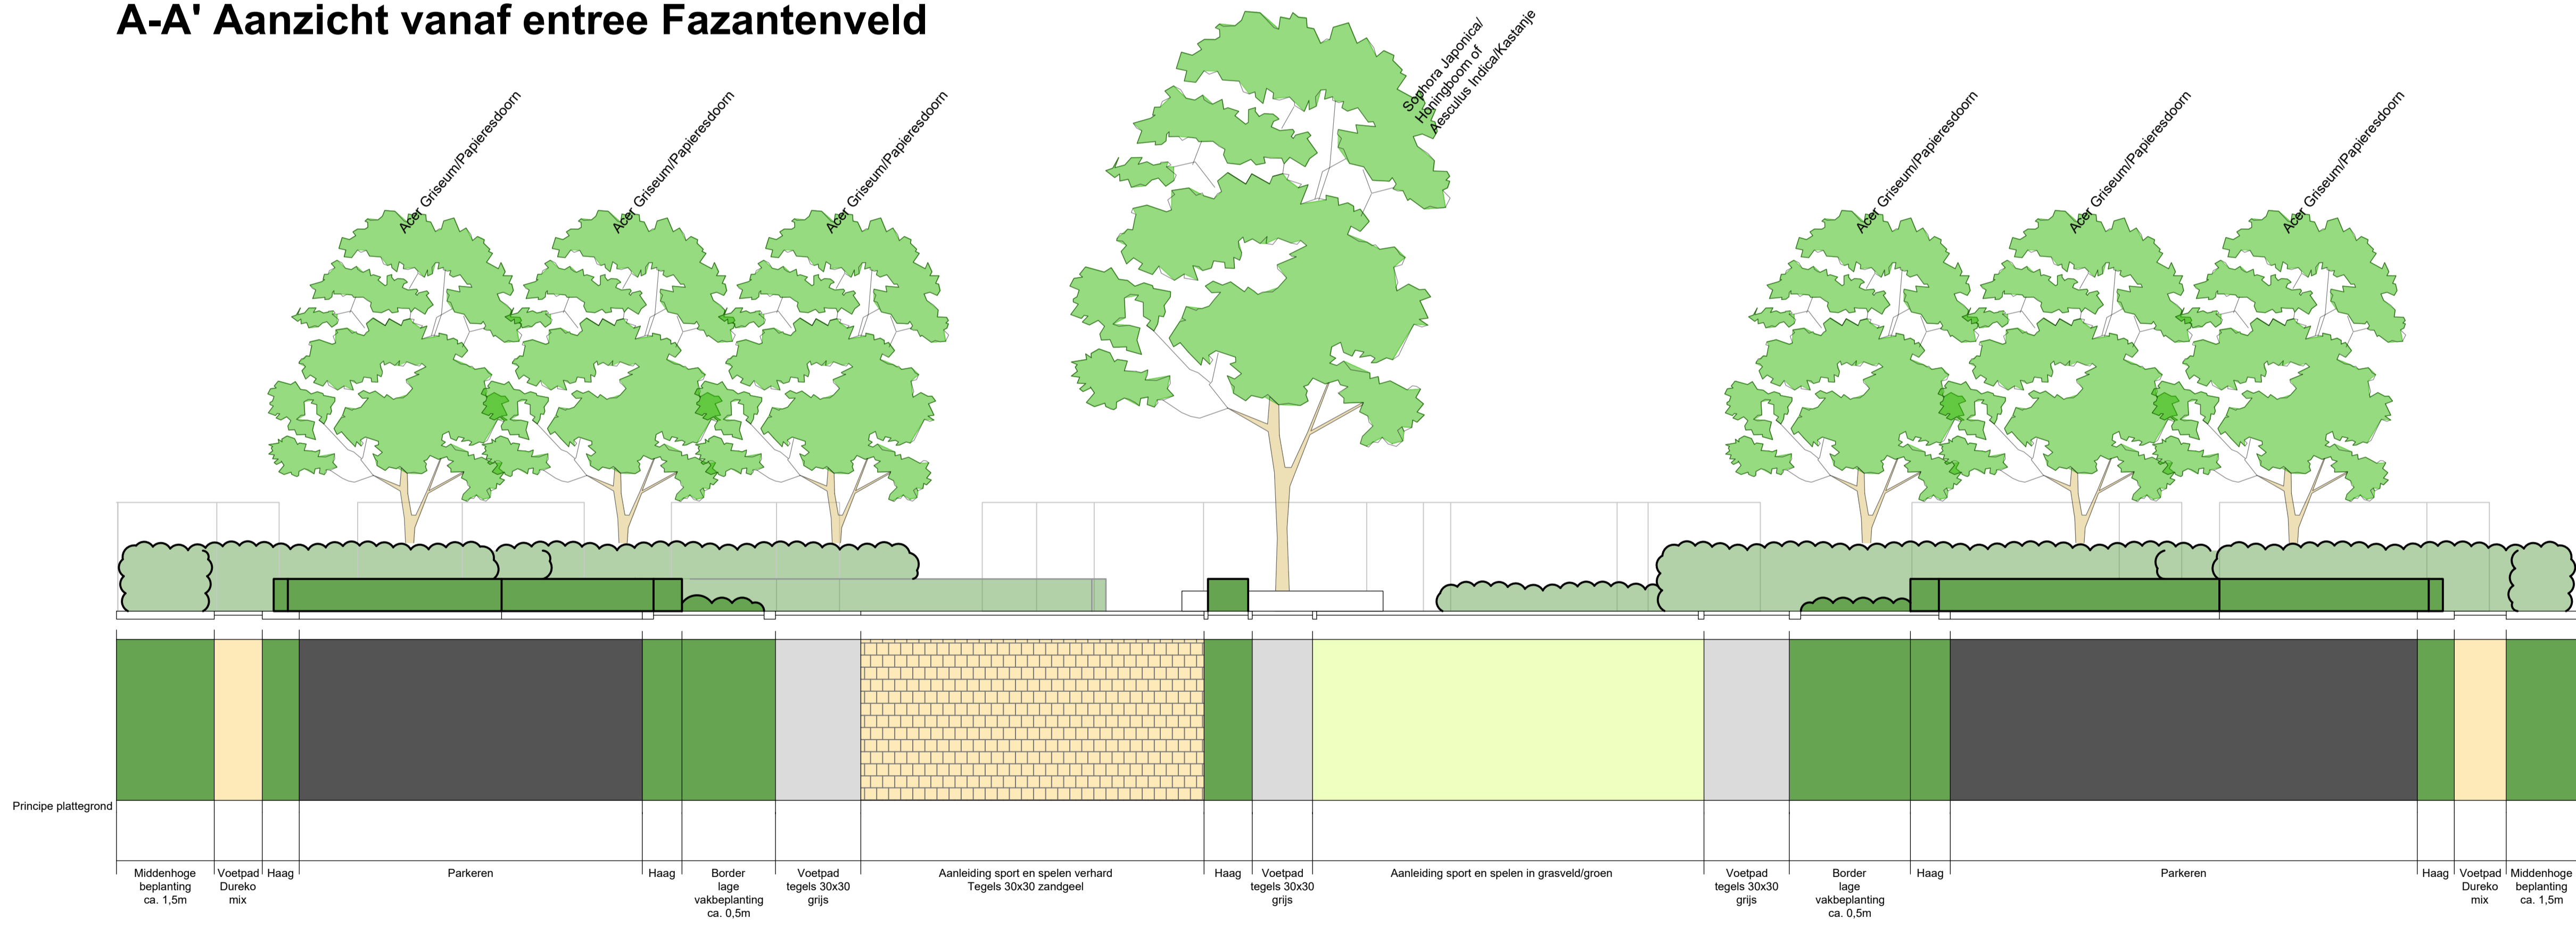 A-A' Aanzicht vanaf entree Fazantenveld
Acer Griseum/Papieresdoorn
Acer Griseum/Papieresdoorn
Acer Griseum/Papieresdoorn
Sophora Japonica/
Honingboom of
Aesculus Indica/Kastanje
Acer Griseum/Papieresdoorn
Acer Griseum/Papieresdoorn
Acer Griseum/Papieresdoorn
Principe plattegrond
Middenhoge
beplanting
ca. 1,5m
Voetpad
Dureko
mix
Haag
Parkeren
Haag
Border
lage
vakbeplanting
ca. 0,5m
Voetpad
tegels 30x30
grijs
Aanleiding sport en spelen verhard
Tegels 30x30 zandgeel
Haag
Voetpad
tegels 30x30
grijs
Aanleiding sport en spelen in grasveld/groen
Voetpad
tegels 30x30
grijs
Border
lage
vakbeplanting
ca. 0,5m
Haag
Parkeren
Haag
Voetpad
Dureko
mix
Middenhoge
beplanting
ca. 1,5m